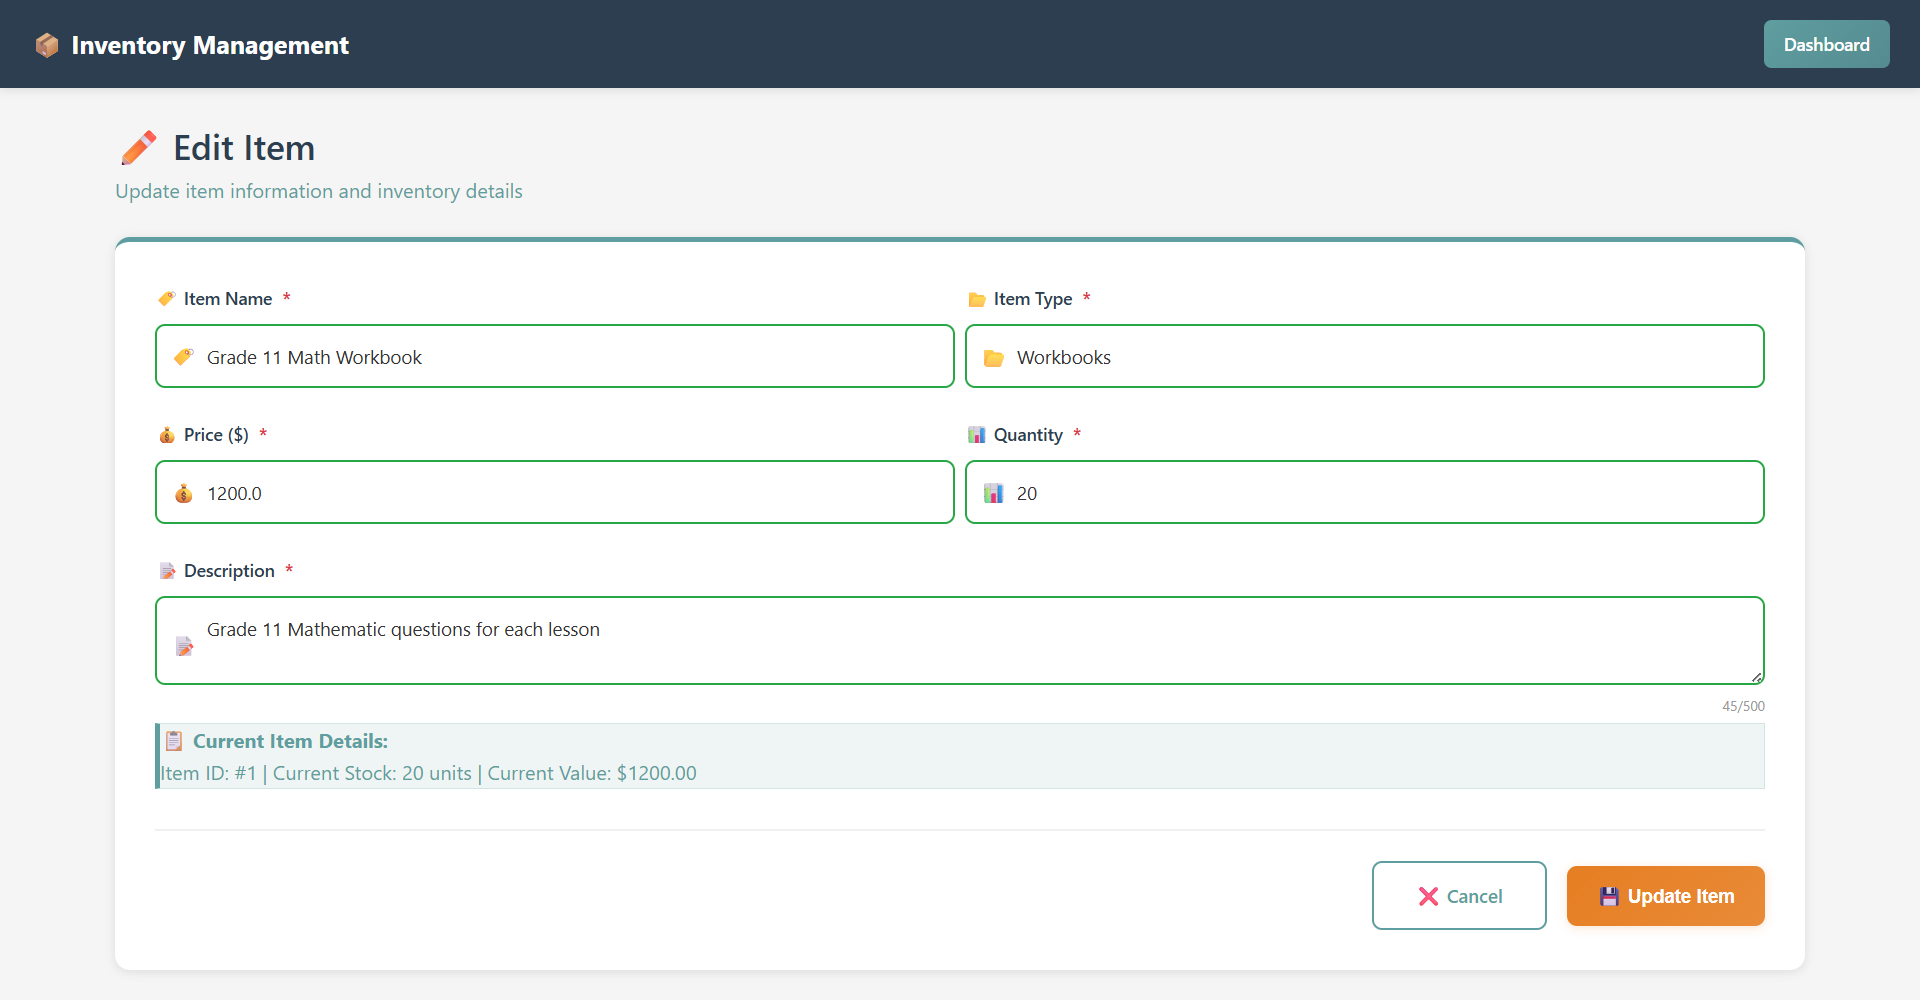 Inventory Management
Dashboard
Edit Item
Update item information and inventory details
Item Name *
Item Type *
Grade 11 Math Workbook
Workbooks
Price ($) *
Quantity *
1200.0
20
Description *
Grade 11 Mathematic questions for each lesson
45/500
Current Item Details:
Item ID: #1 | Current Stock: 20 units | Current Value: $1200.00
Cancel
Update Item